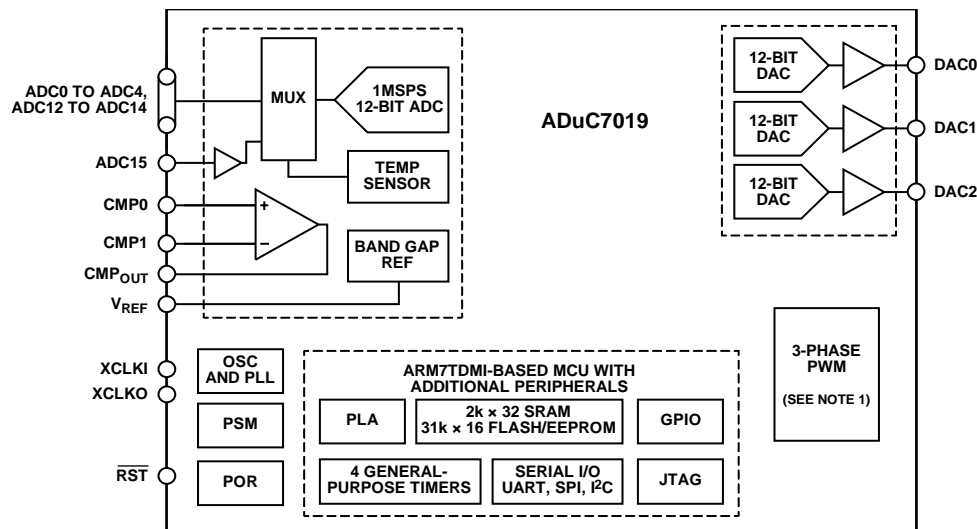 ADC0 TO ADC4,
ADC12 TO ADC14
ADC15
CMP0
CMP1
CMPOUT
VREF
XCLKI
XCLKO
RST
MUX
1MSPS
12-BIT ADC
TEMP
SENSOR
+
−
BAND GAP
REF
ADuC7019
12-BIT
DAC
DAC0
12-BIT
DAC
DAC1
12-BIT
DAC
DAC2
OSC
AND PLL
PSM
POR
ARM7TDMI-BASED MCU WITH
ADDITIONAL PERIPHERALS
PLA
2k × 32 SRAM
31k × 16 FLASH/EEPROM
GPIO
4 GENERAL-
PURPOSE TIMERS
SERIAL I/O
UART, SPI, I²C
JTAG
3-PHASE
PWM
(SEE NOTE 1)